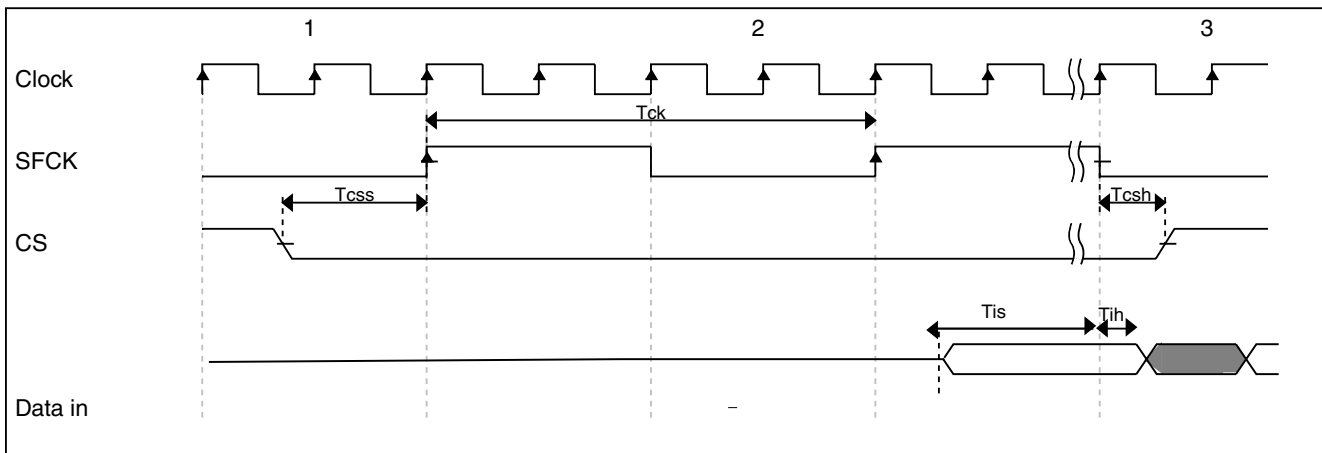 1 2 3
Clock
Tck
SFCK
Tcss Tcsh
CS
Tis Tih
Data in